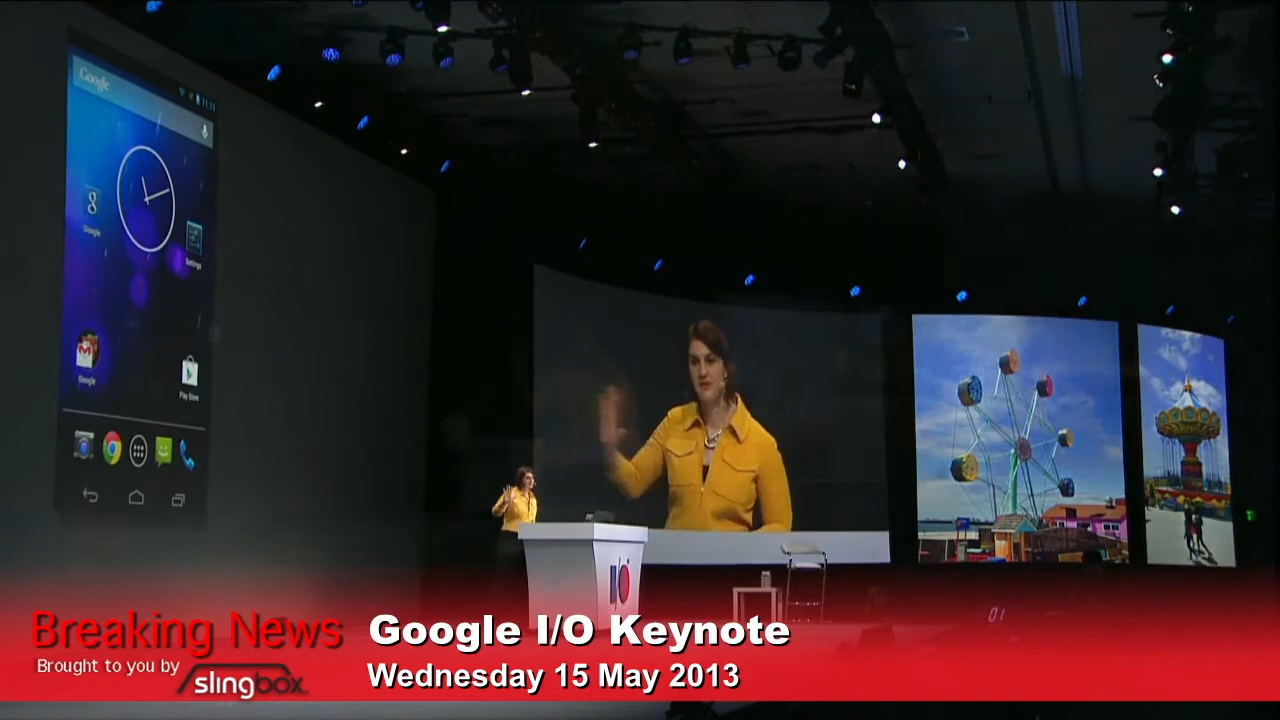 Google
Google
Settings
Google
Play Store
I/O
01
Breaking News
Brought to you by
slingbox.
Google I/O Keynote
Wednesday 15 May 2013